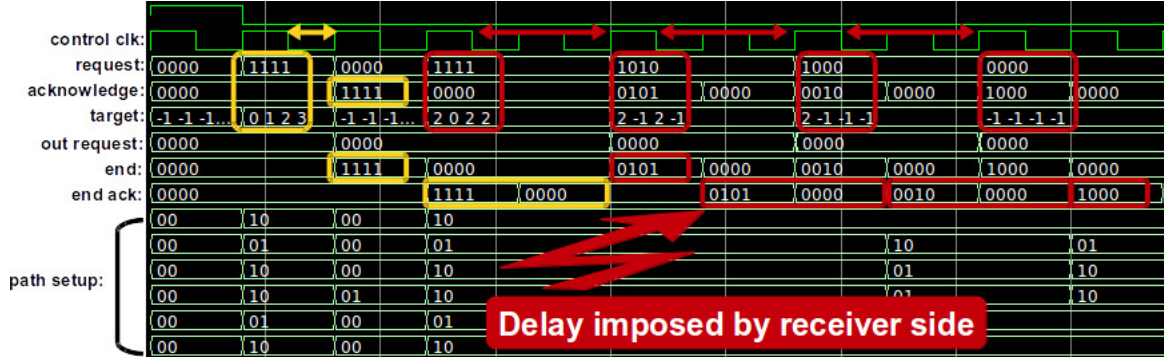 control clk:
request: 0000 1111 0000 1111 1010 1000 0000
acknowledge: 0000 1111 0000 0101 0000 0010 0000 1000 0000
target: -1 -1 -1... 0 1 2 3 -1 -1 -1... 2 0 2 2 2 -1 2 -1 2 -1 -1 -1 -1 -1 -1 -1
out request: 0000 0000 0000 0000 0000
end: 0000 1111 0000 0101 0000 0010 0000 1000 0000
end ack: 0000 1111 0000 0101 0000 0010 0000 1000
00 10 00 10
00 01 00 01 10 01
path setup: 00 10 00 10 01 10
00 10 01 10 01 10
00 01 00 01
00 10 00 10
Delay imposed by receiver side